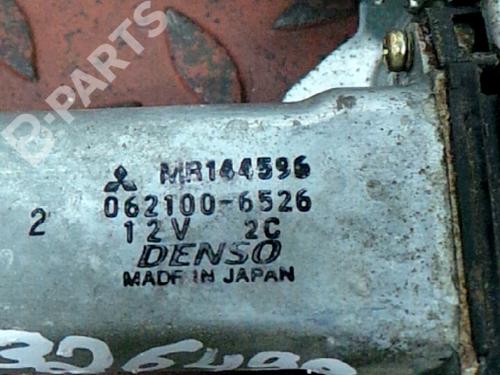 B-PARTS
MR144596
062100-6526
2
12V 2C
DENSO
MADE IN JAPAN